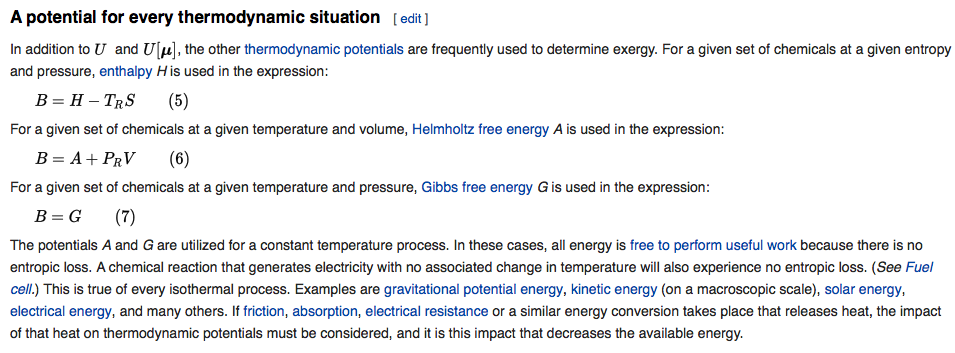 A potential for every thermodynamic situation [ edit ]
In addition to U and U[μ], the other thermodynamic potentials are frequently used to determine exergy. For a given set of chemicals at a given entropy
and pressure, enthalpy H is used in the expression:
B = H − T_R S (5)
For a given set of chemicals at a given temperature and volume, Helmholtz free energy A is used in the expression:
B = A + P_R V (6)
For a given set of chemicals at a given temperature and pressure, Gibbs free energy G is used in the expression:
B = G (7)
The potentials A and G are utilized for a constant temperature process. In these cases, all energy is free to perform useful work because there is no
entropic loss. A chemical reaction that generates electricity with no associated change in temperature will also experience no entropic loss. (See Fuel
cell.) This is true of every isothermal process. Examples are gravitational potential energy, kinetic energy (on a macroscopic scale), solar energy,
electrical energy, and many others. If friction, absorption, electrical resistance or a similar energy conversion takes place that releases heat, the impact
of that heat on thermodynamic potentials must be considered, and it is this impact that decreases the available energy.